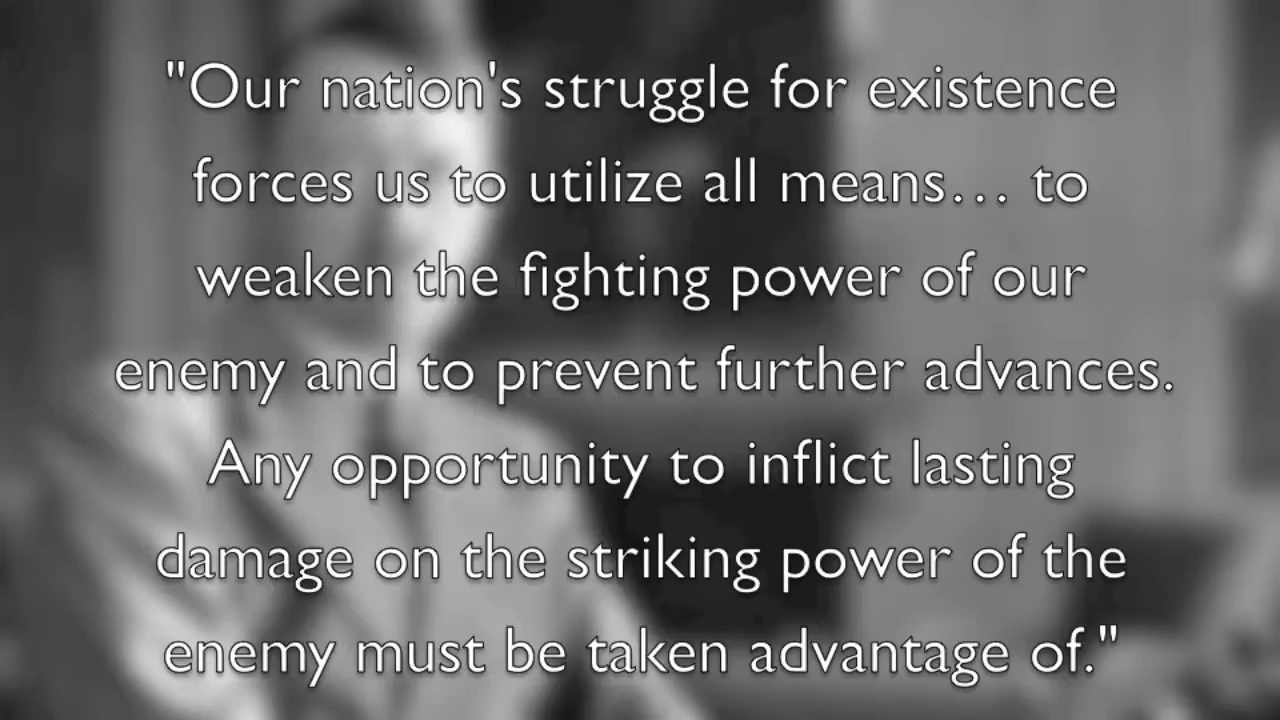 "Our nation's struggle for existence
forces us to utilize all means… to
weaken the fighting power of our
enemy and to prevent further advances.
Any opportunity to inflict lasting
damage on the striking power of the
enemy must be taken advantage of."